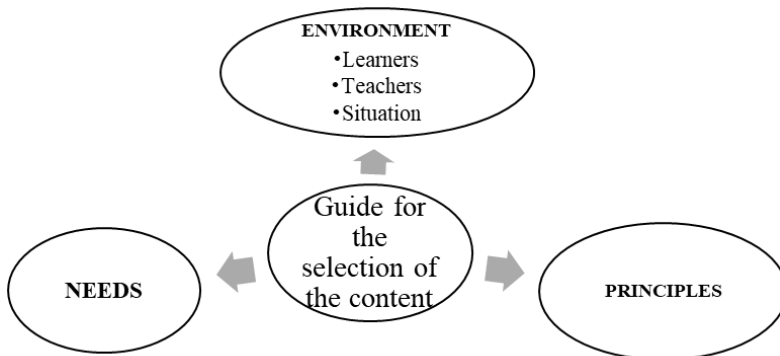 ENVIRONMENT
•Learners
•Teachers
•Situation
Guide for
the
selection of
the content
NEEDS
PRINCIPLES